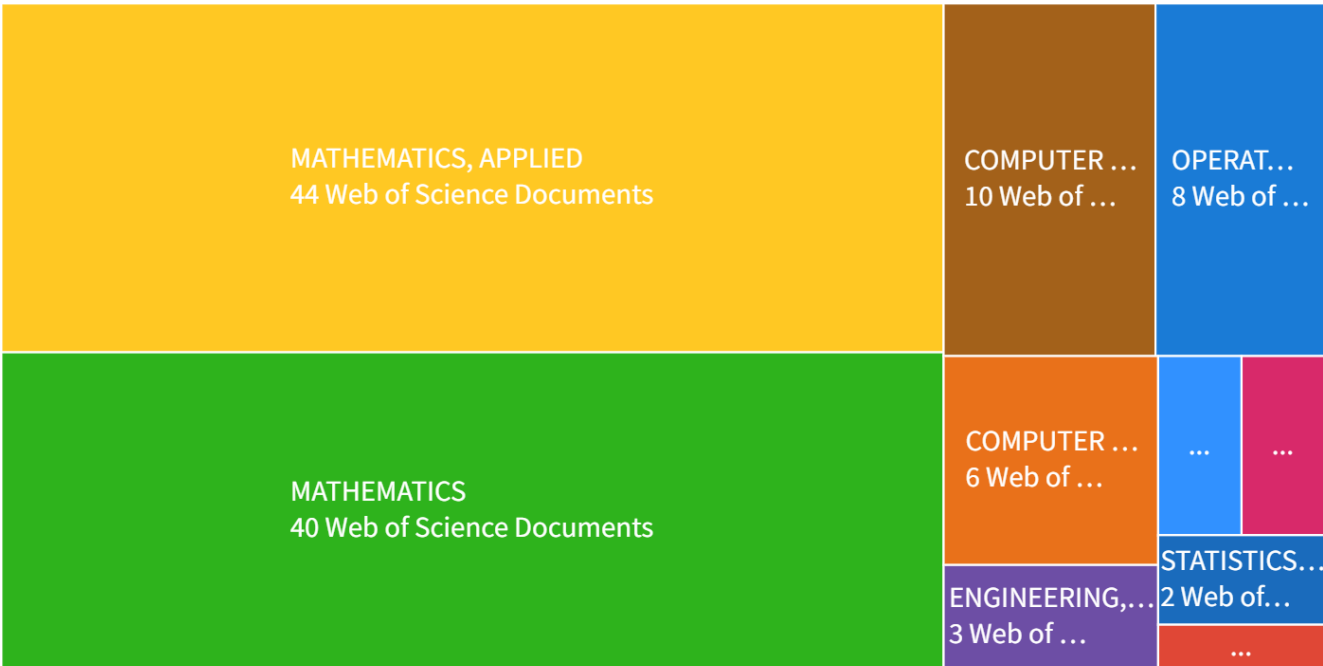 MATHEMATICS, APPLIED
44 Web of Science Documents
COMPUTER ...
10 Web of ...
OPERAT...
8 Web of ...
MATHEMATICS
40 Web of Science Documents
COMPUTER ...
6 Web of ...
...
...
ENGINEERING,...
3 Web of ...
STATISTICS...
2 Web of...
...